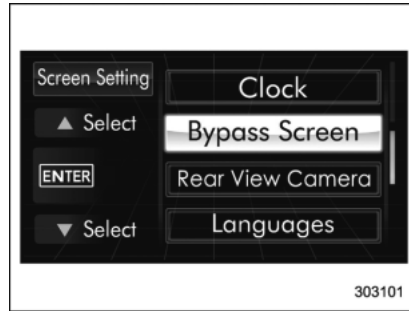 Screen Setting
▲ Select
ENTER
▼ Select
Clock
Bypass Screen
Rear View Camera
Languages
303101